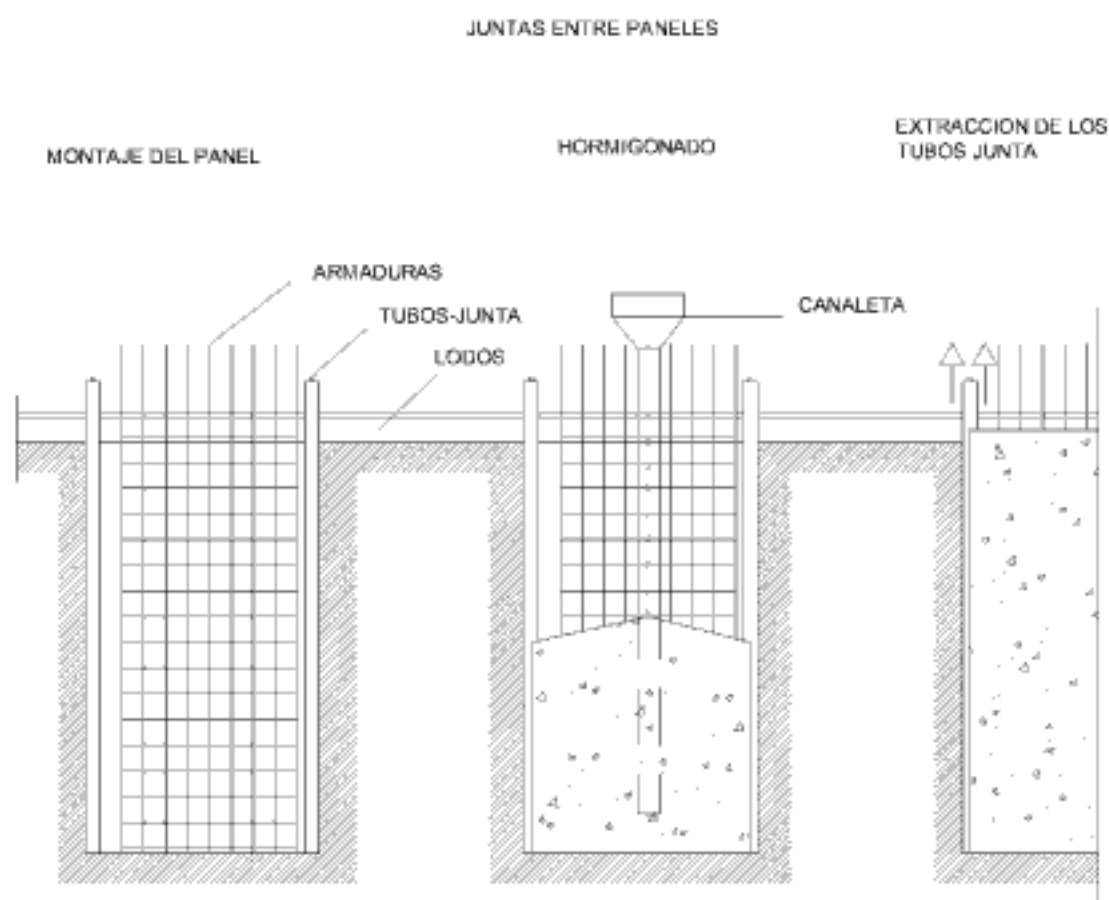 JUNTAS ENTRE PANELES
MONTAJE DEL PANEL
HORMIGONADO
EXTRACCION DE LOS
TUBOS JUNTA
ARMADURAS
TUBOS-JUNTA
LODOS
CANALETA